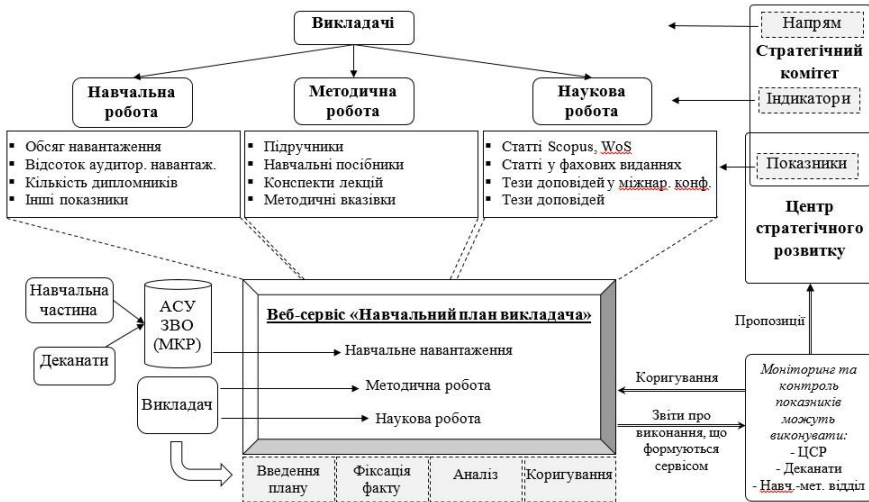 Викладачі
Напрям
Стратегічний
комітет
Індикатори
Показники
Центр
стратегічного
розвитку
Навчальна
робота
Методична
робота
Наукова
робота
▪ Обсяг навантаження
▪ Відсоток аудитор. навантаж.
▪ Кількість дипломників
▪ Інші показники
▪ Підручники
▪ Навчальні посібники
▪ Конспекти лекцій
▪ Методичні вказівки
▪ Статті Scopus, WoS
▪ Статті у фахових виданнях
▪ Тези доповідей у міжнар. конф.
▪ Тези доповідей
Навчальна
частина
Деканати
АСУ
ЗВО
(МКР)
Викладач
Веб-сервіс «Навчальний план викладача»
Навчальне навантаження
Методична робота
Наукова робота
Введення
плану
Фіксація
факту
Аналіз
Коригування
Пропозиції
Коригування
Звіти про
виконання, що
формуються
сервісом
Моніторинг та
контроль
показників
можуть
виконувати:
- ЦСР
- Деканати
- Навч.-мет. відділ